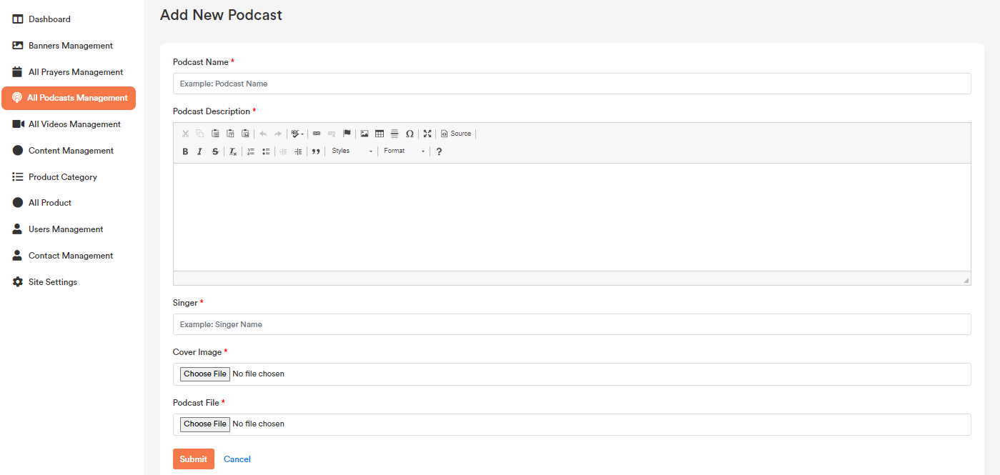 Dashboard
Banners Management
All Prayers Management
All Podcasts Management
All Videos Management
Content Management
Product Category
All Product
Users Management
Contact Management
Site Settings
Add New Podcast
Podcast Name *
Example: Podcast Name
Podcast Description *
ABC
Source
B I S Tx
Styles Format ?
Singer *
Example: Singer Name
Cover Image *
Choose File No file chosen
Podcast File *
Choose File No file chosen
Submit Cancel